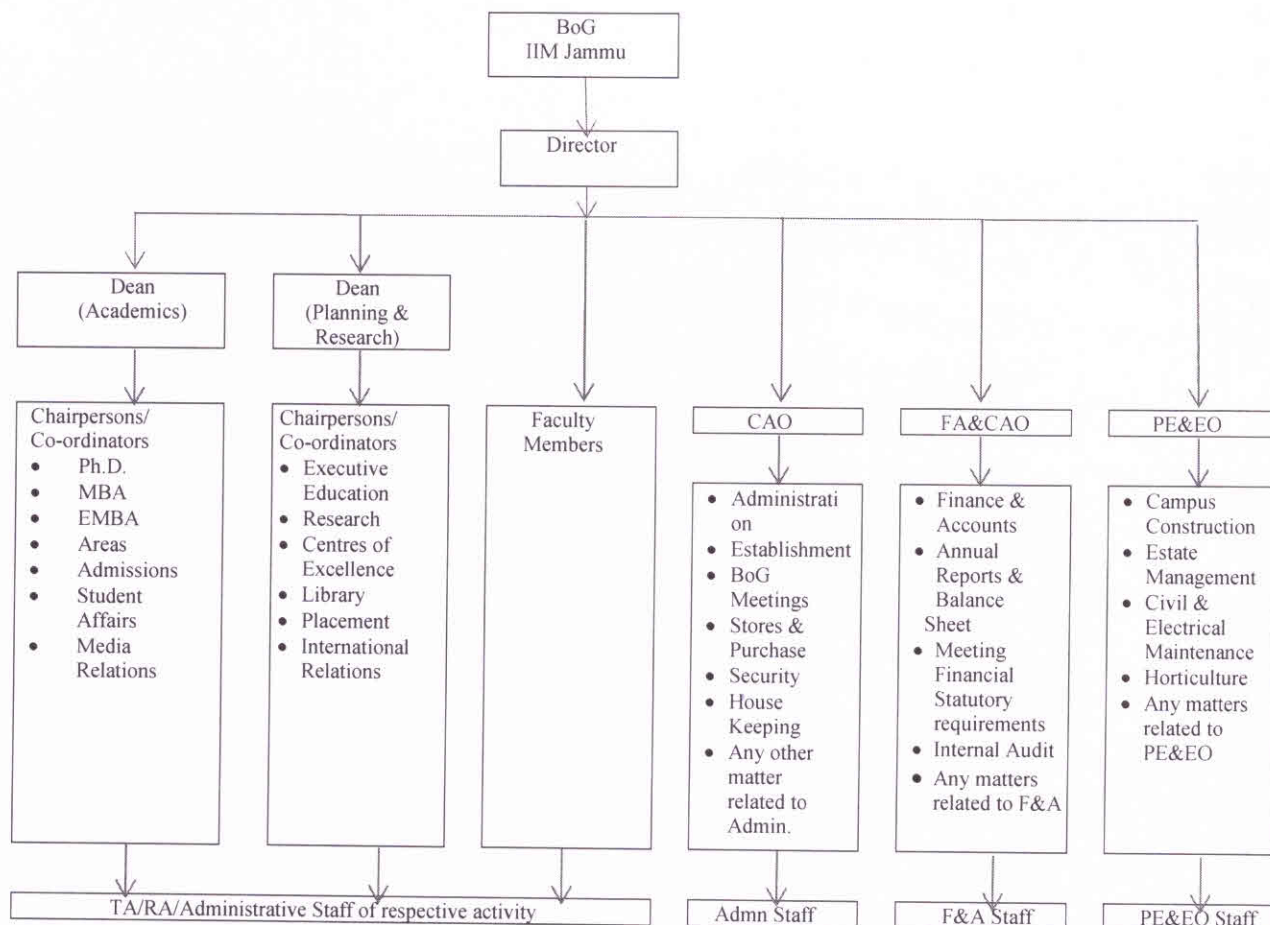 BoG
IIM Jammu
Director
Dean
(Academics)
Dean
(Planning &
Research)
Chairpersons/
Co-ordinators
• Ph.D.
• MBA
• EMBA
• Areas
• Admissions
• Student
Affairs
• Media
Relations
Chairpersons/
Co-ordinators
• Executive
Education
• Research
• Centres of
Excellence
• Library
• Placement
• International
Relations
Faculty
Members
CAO
• Administrati
on
• Establishment
• BoG
Meetings
• Stores &
Purchase
• Security
• House
Keeping
• Any other
matter
related to
Admin.
FA&CAO
• Finance &
Accounts
• Annual
Reports &
Balance
Sheet
• Meeting
Financial
Statutory
requirements
• Internal Audit
• Any matters
related to F&A
PE&EO
• Campus
Construction
• Estate
Management
• Civil &
Electrical
Maintenance
• Horticulture
• Any matters
related to
PE&EO
TA/RA/Administrative Staff of respective activity
Admn Staff
F&A Staff
PE&EO Staff